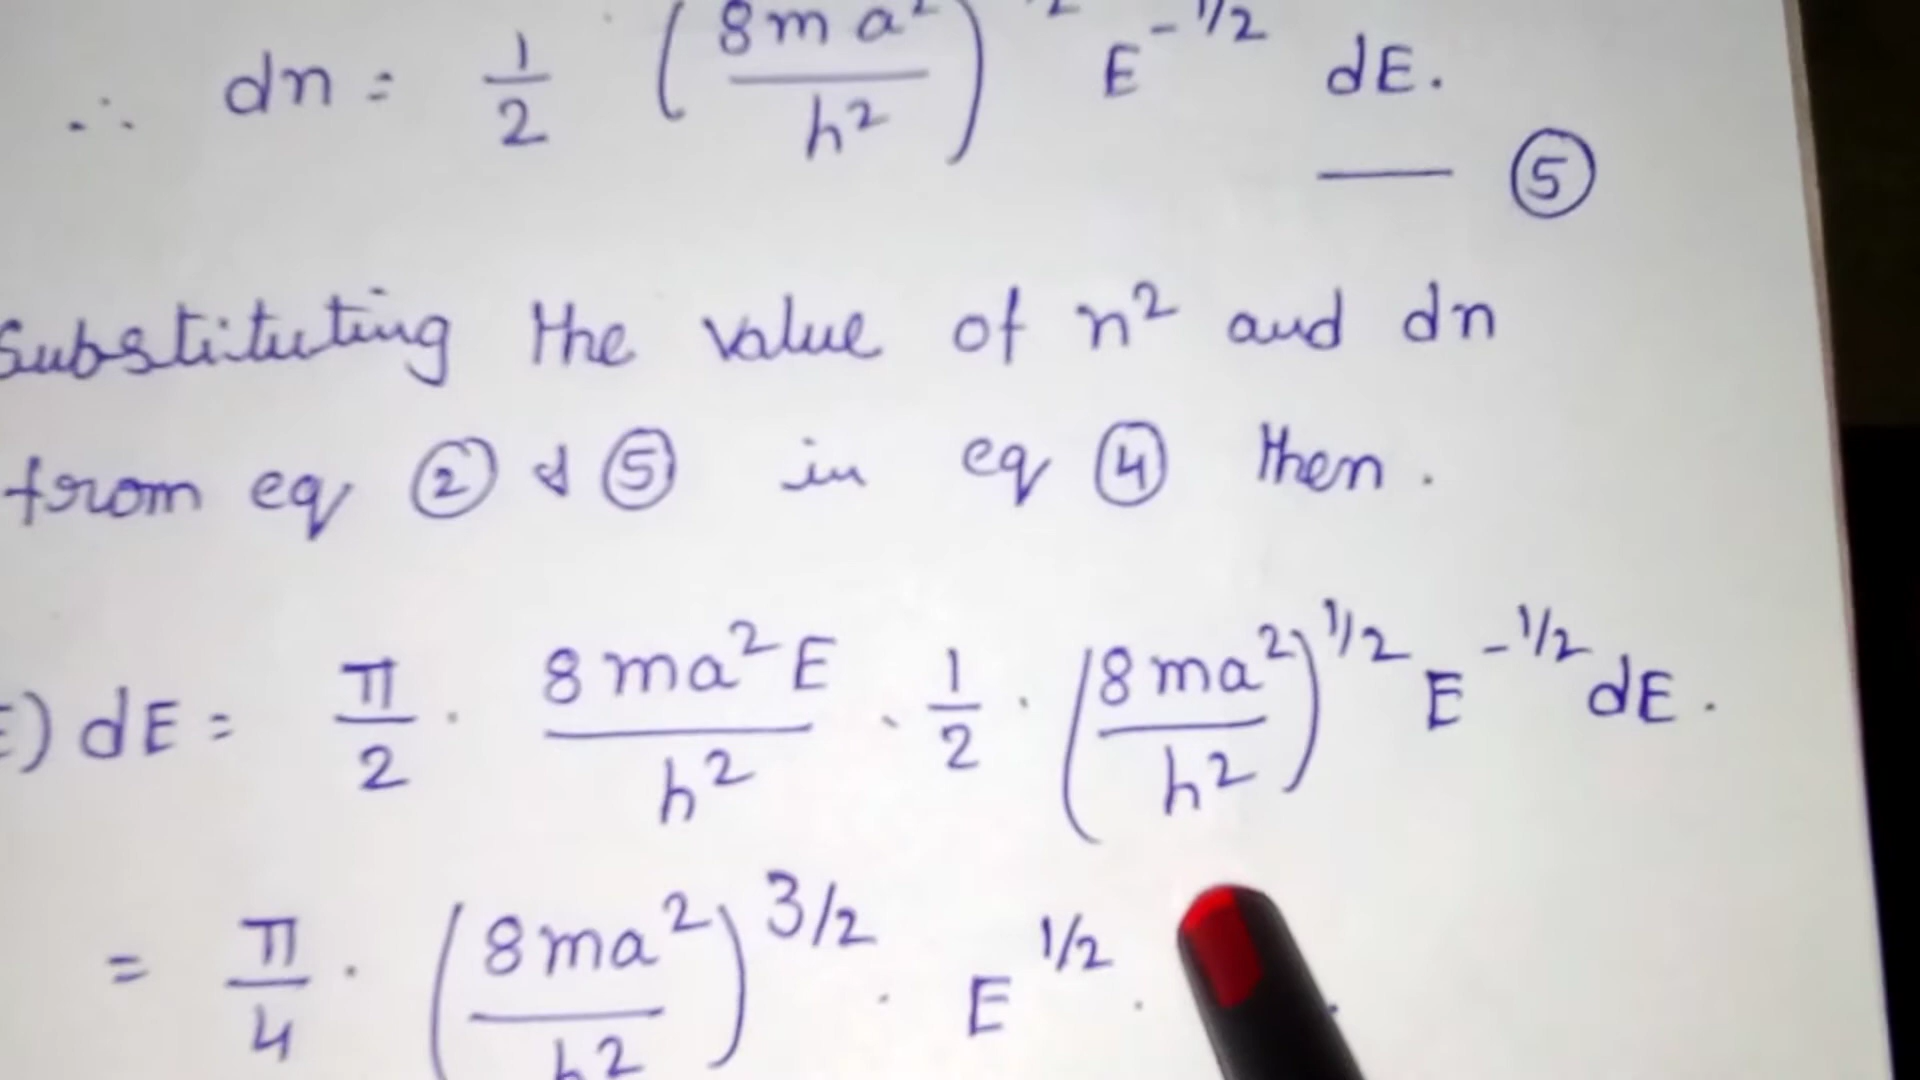 ∴ dn = 1/2 (8ma²/h²) E^-1/2 dE.
—— ⑤
Substituting the value of n² and dn
from eq ② & ⑤ in eq ④ then.
) dE = π/2 · 8ma²E/h² · 1/2 · (8ma²/h²)^1/2 E^-1/2 dE.
= π/4 · (8ma²/h²)^3/2 · E^1/2 ·